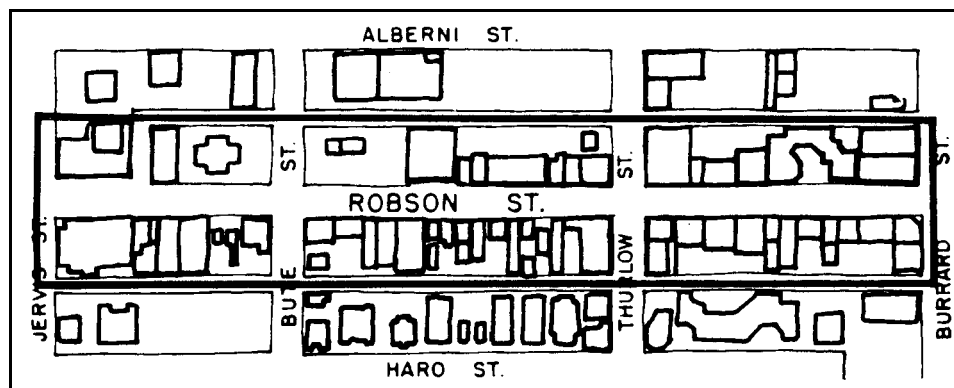 ALBERNI ST.
ROBSON ST.
HARO ST.
JERVIS ST.
BUTE ST.
THURLOW ST.
BURRARD ST.